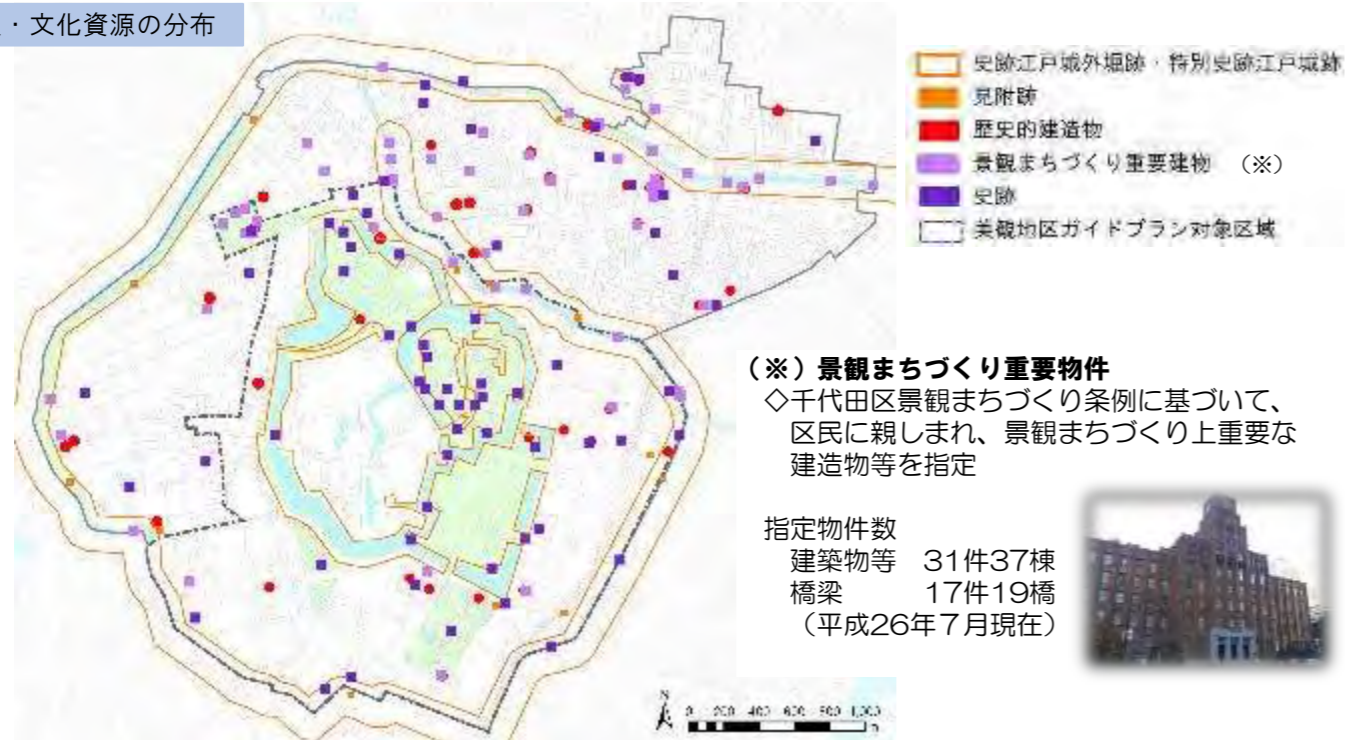 ・文化資源の分布
史跡江戸城外堀跡・特別史跡江戸城跡
見附跡
歴史的建造物
景観まちづくり重要建物 （※）
史跡
美観地区ガイドプラン対象区域
（※）景観まちづくり重要物件
◇千代田区景観まちづくり条例に基づいて、
区民に親しまれ、景観まちづくり上重要な
建造物等を指定
指定物件数
建築物等 31件37棟
橋梁 17件19橋
（平成26年７月現在）
N
0 200 400 600 800 1,000
m